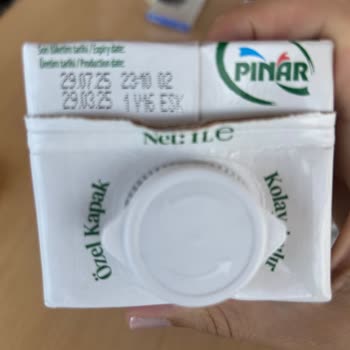 Son tüketim tarihi / Expiry date:
Üretim tarihi / Production date:
29.07.25 23:10 02
29.03.25 1 V16 ESK
PINAR
Net: 1L e
Özel Kapak
Kolay